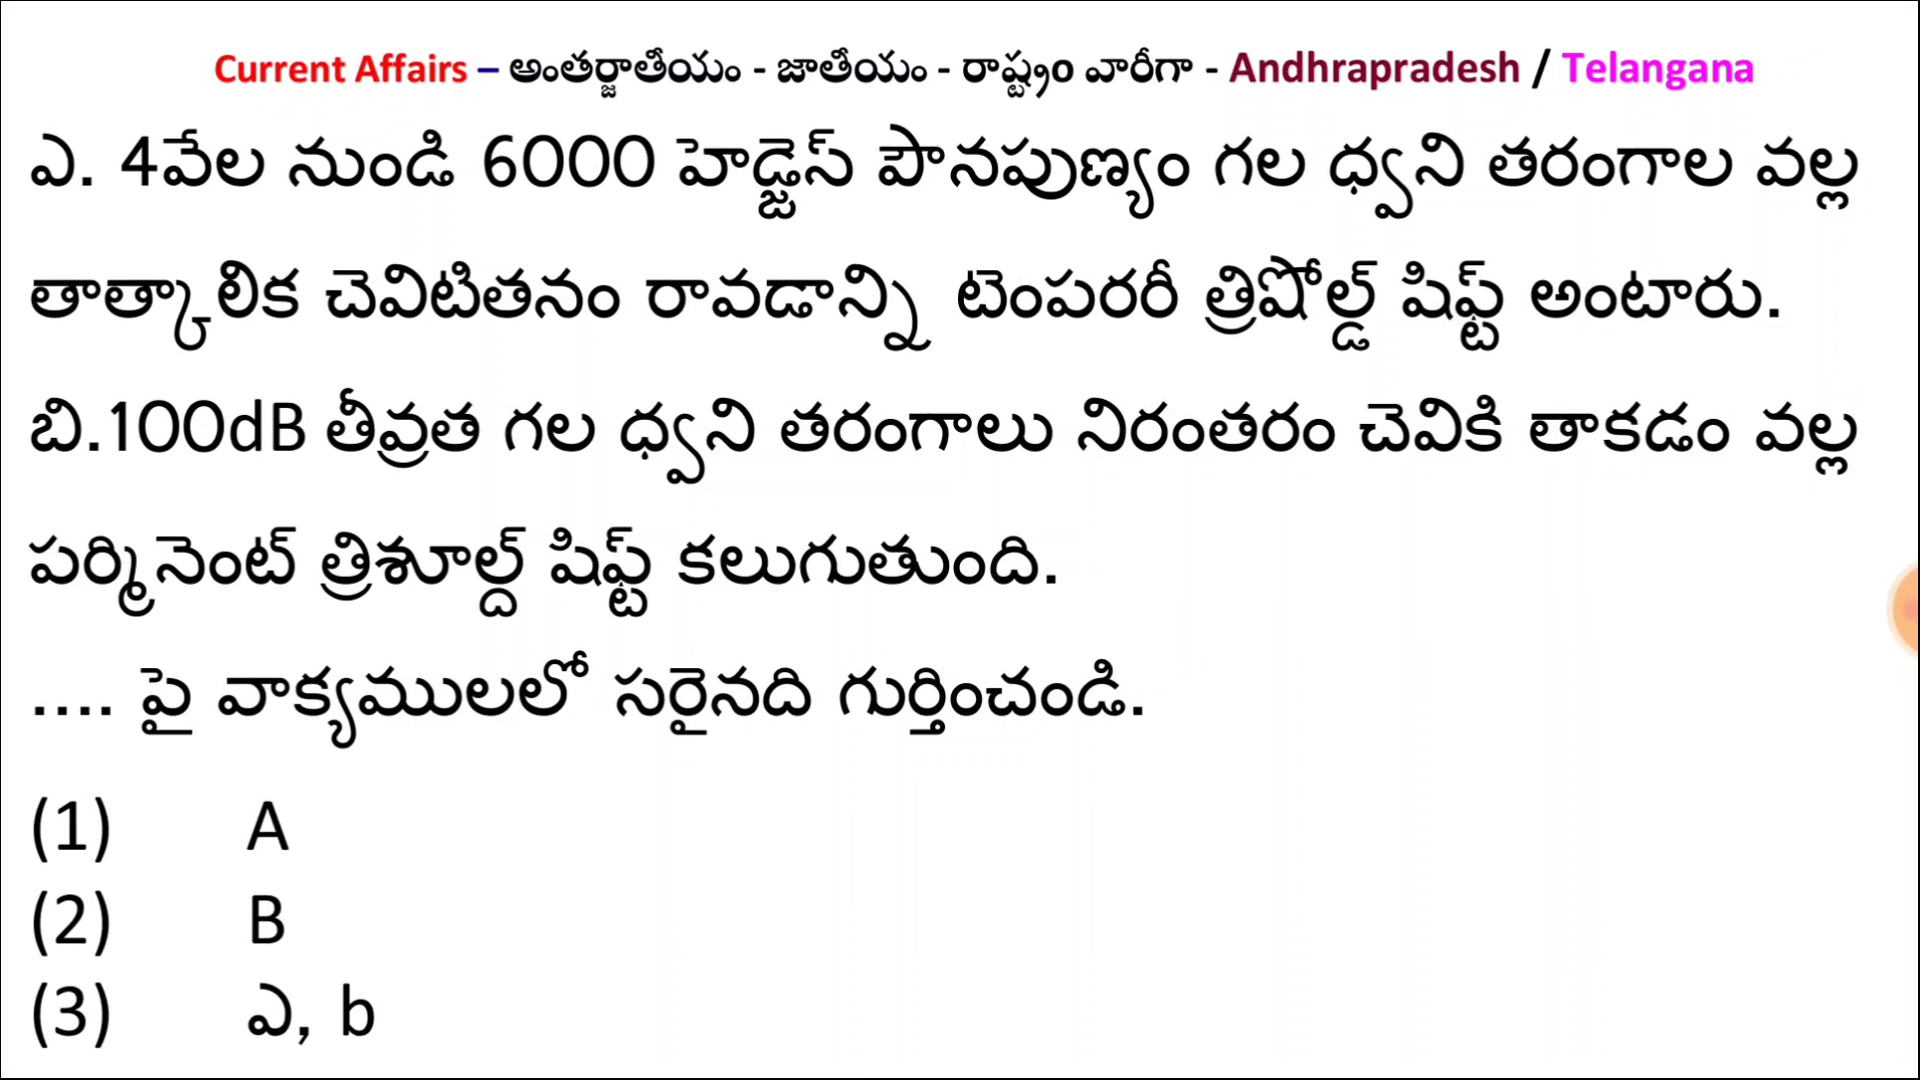 Current Affairs – అంతర్జాతీయం - జాతీయం - రాష్ట్రం వారీగా - Andhrapradesh / Telangana
ఎ. 4వేల నుండి 6000 హెడ్జెస్ పౌనపుణ్యం గల ధ్వని తరంగాల వల్ల
తాత్కాలిక చెవిటితనం రావడాన్ని టెంపరరీ త్రిషోల్డ్ షిఫ్ట్ అంటారు.
బి.100dB తీవ్రత గల ధ్వని తరంగాలు నిరంతరం చెవికి తాకడం వల్ల
పర్మినెంట్ త్రిశూల్ద్ షిఫ్ట్ కలుగుతుంది.
.... పై వాక్యములలో సరైనది గుర్తించండి.
(1) A
(2) B
(3) ఎ, b